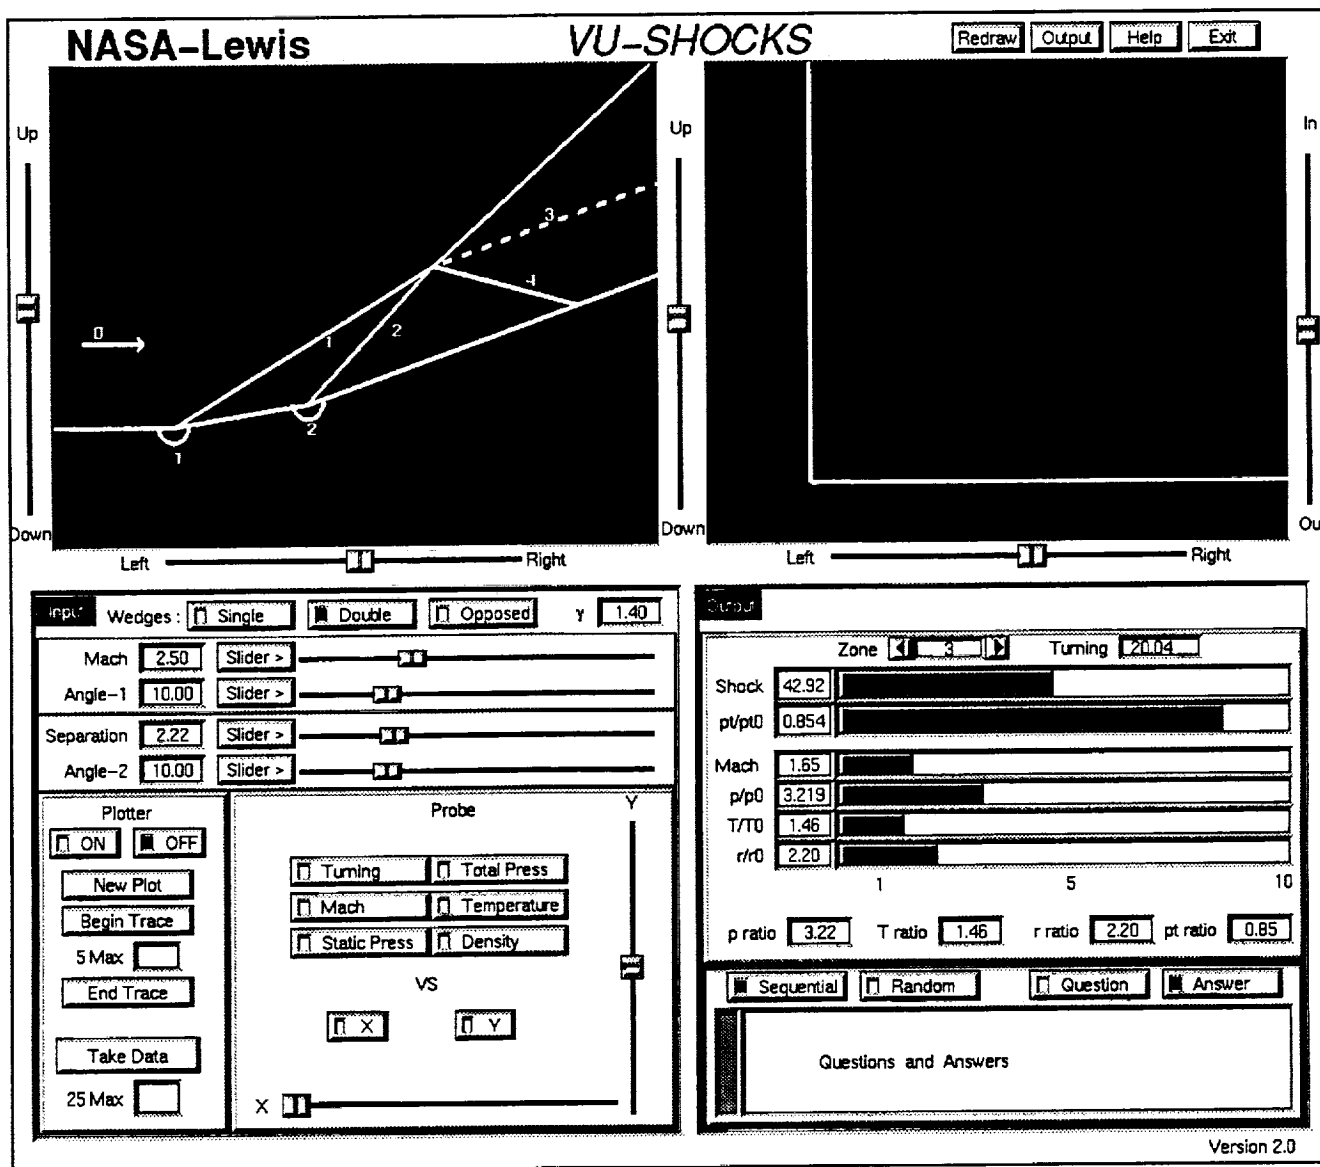 NASA-Lewis VU-SHOCKS Redraw Output Help Exit
Up Up In
0 1 2 3 4
1 2
Down Down Ou
Left Right Left Right
Input Wedges : Single Double Opposed γ 1.40
Mach 2.50 Slider >
Angle-1 10.00 Slider >
Separation 2.22 Slider >
Angle-2 10.00 Slider >
Plotter
ON OFF
New Plot
Begin Trace
5 Max
End Trace
Take Data
25 Max
Probe Y
Turning Total Press
Mach Temperature
Static Press Density
VS
X Y
X
Output
Zone 3 Turning 20.04
Shock 42.92
pt/pt0 0.854
Mach 1.65
p/p0 3.219
T/T0 1.46
r/r0 2.20
1 5 10
p ratio 3.22 T ratio 1.46 r ratio 2.20 pt ratio 0.85
Sequential Random Question Answer
Questions and Answers
Version 2.0